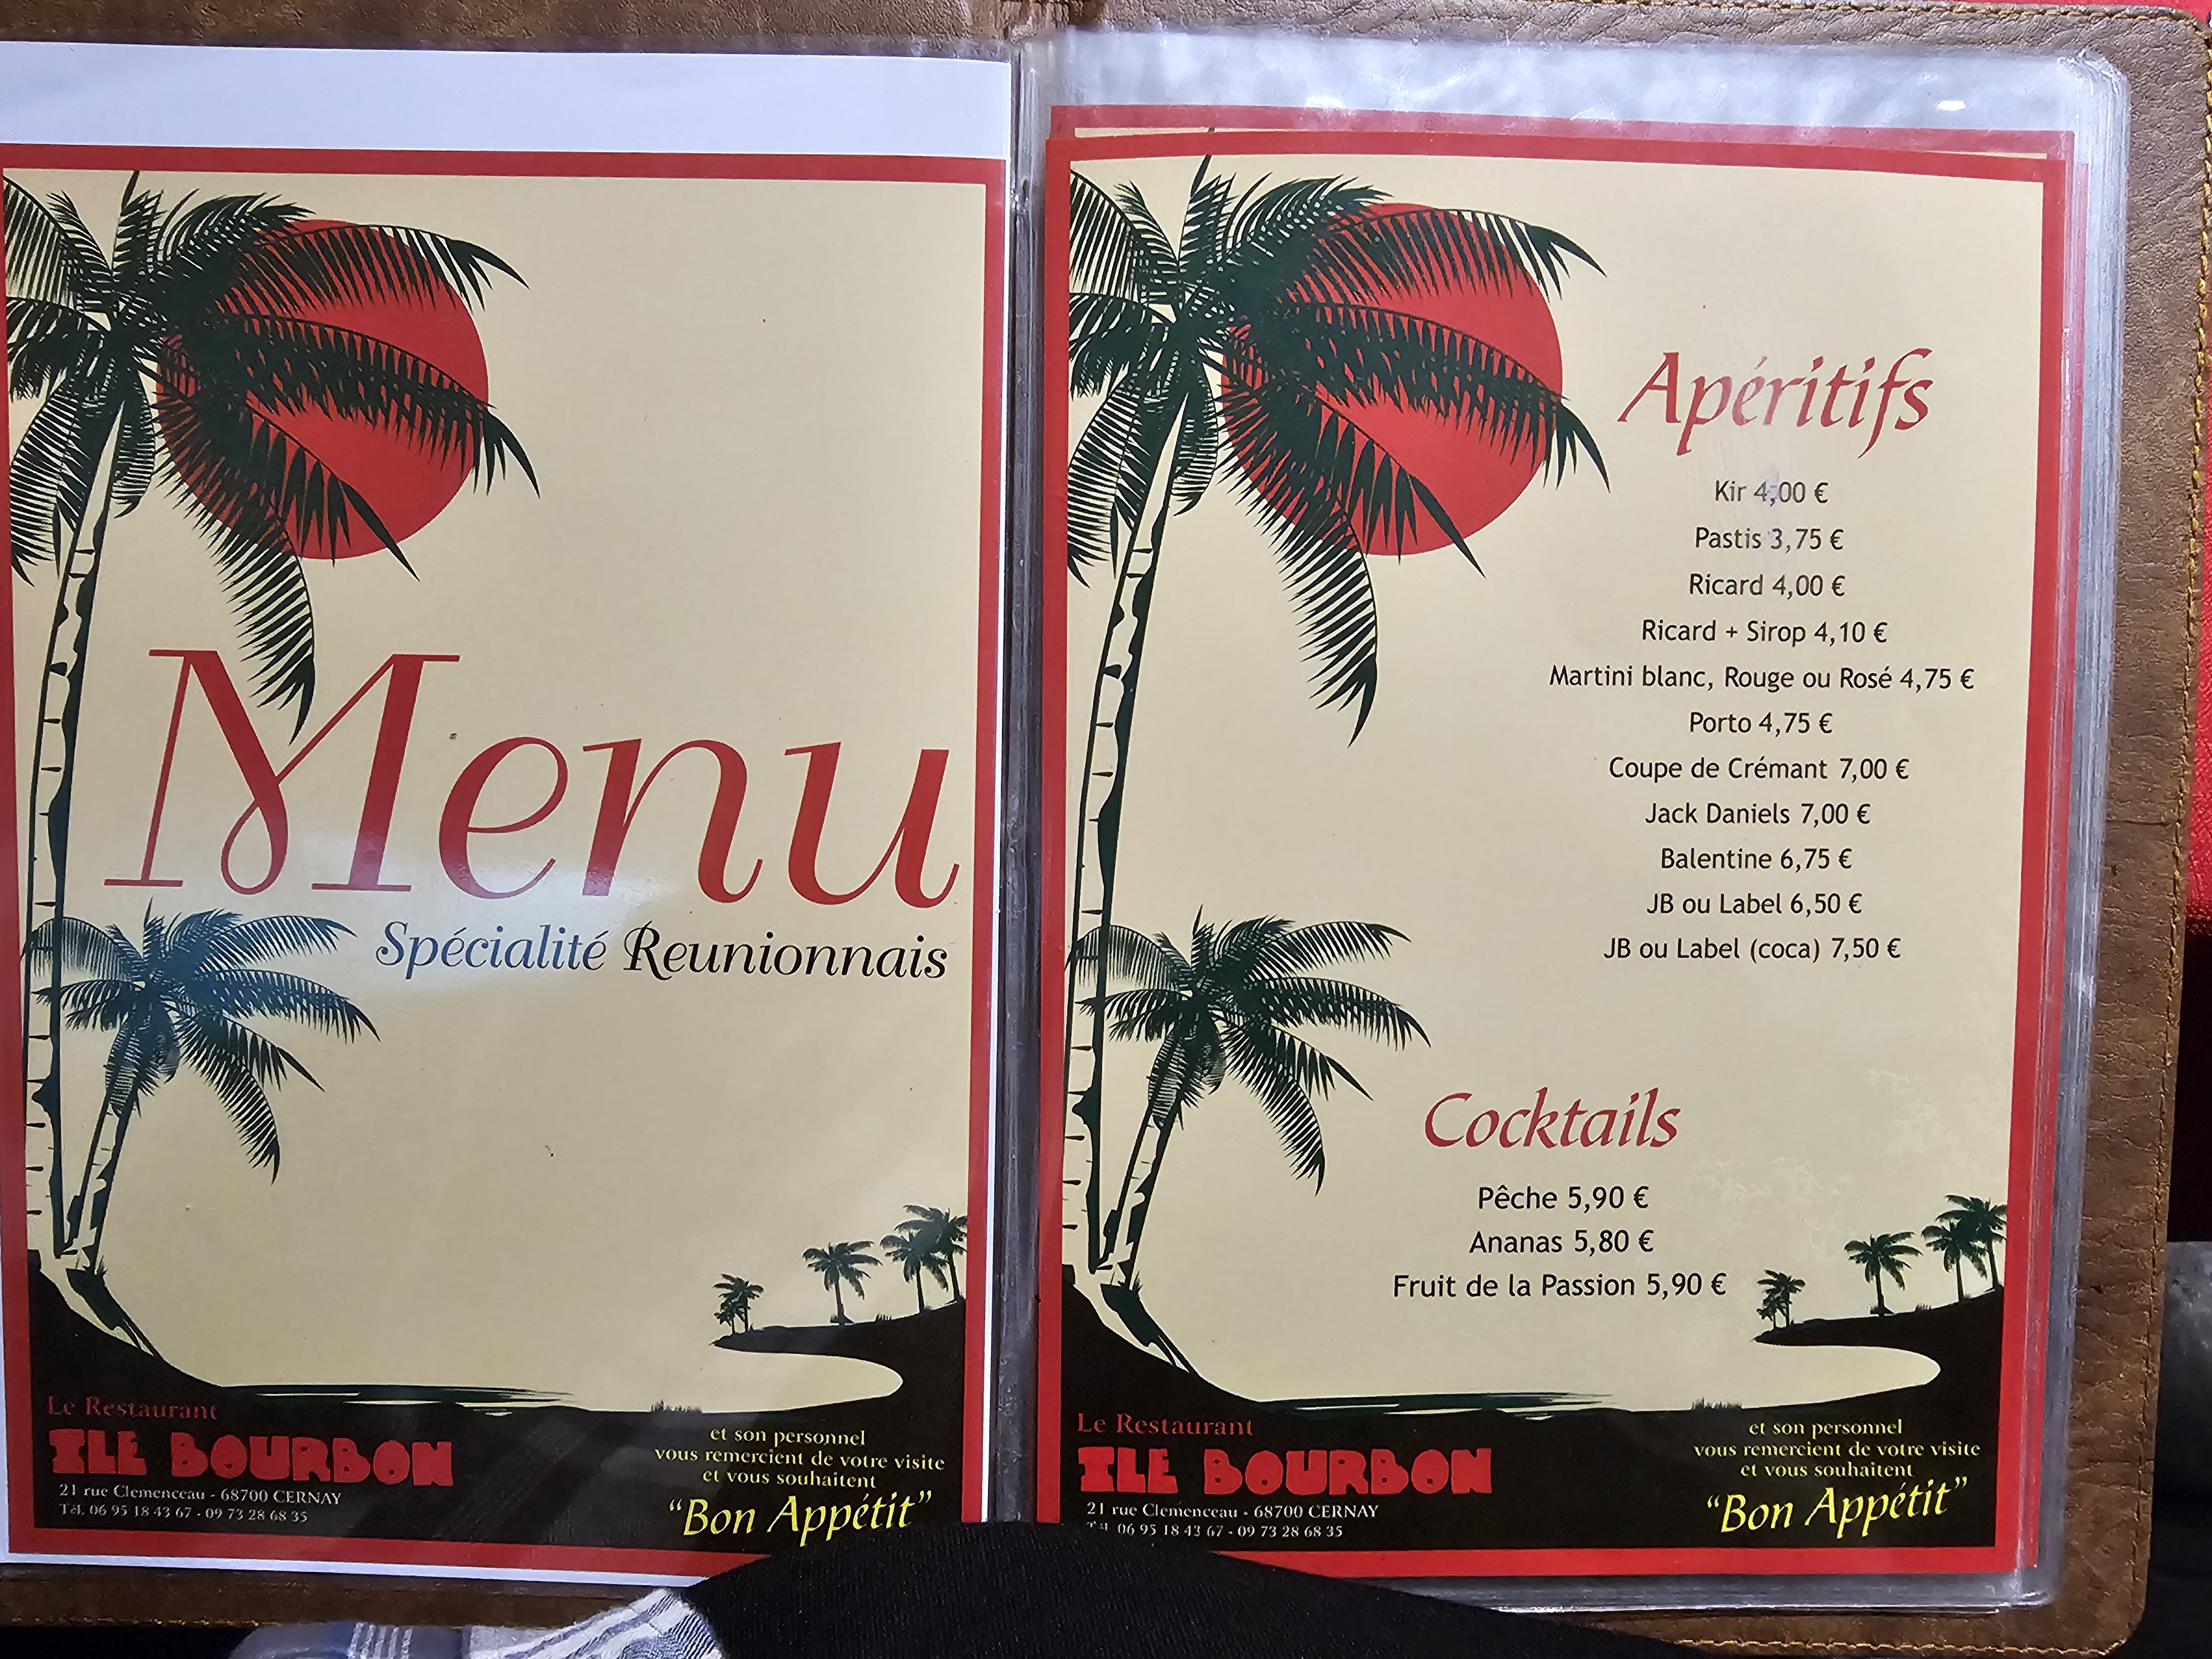 Menu
Spécialité Reunionnais
Le Restaurant
ILE BOURBON
21 rue Clemenceau - 68700 CERNAY
Tél. 06 95 18 43 67 - 09 73 28 68 35
et son personnel
vous remercient de votre visite
et vous souhaitent
"Bon Appétit"
Apéritifs
Kir 4,00 €
Pastis 3,75 €
Ricard 4,00 €
Ricard + Sirop 4,10 €
Martini blanc, Rouge ou Rosé 4,75 €
Porto 4,75 €
Coupe de Crémant 7,00 €
Jack Daniels 7,00 €
Balentine 6,75 €
JB ou Label 6,50 €
JB ou Label (coca) 7,50 €
Cocktails
Pêche 5,90 €
Ananas 5,80 €
Fruit de la Passion 5,90 €
Le Restaurant
ILE BOURBON
21 rue Clemenceau - 68700 CERNAY
Tél. 06 95 18 43 67 - 09 73 28 68 35
et son personnel
vous remercient de votre visite
et vous souhaitent
"Bon Appétit"